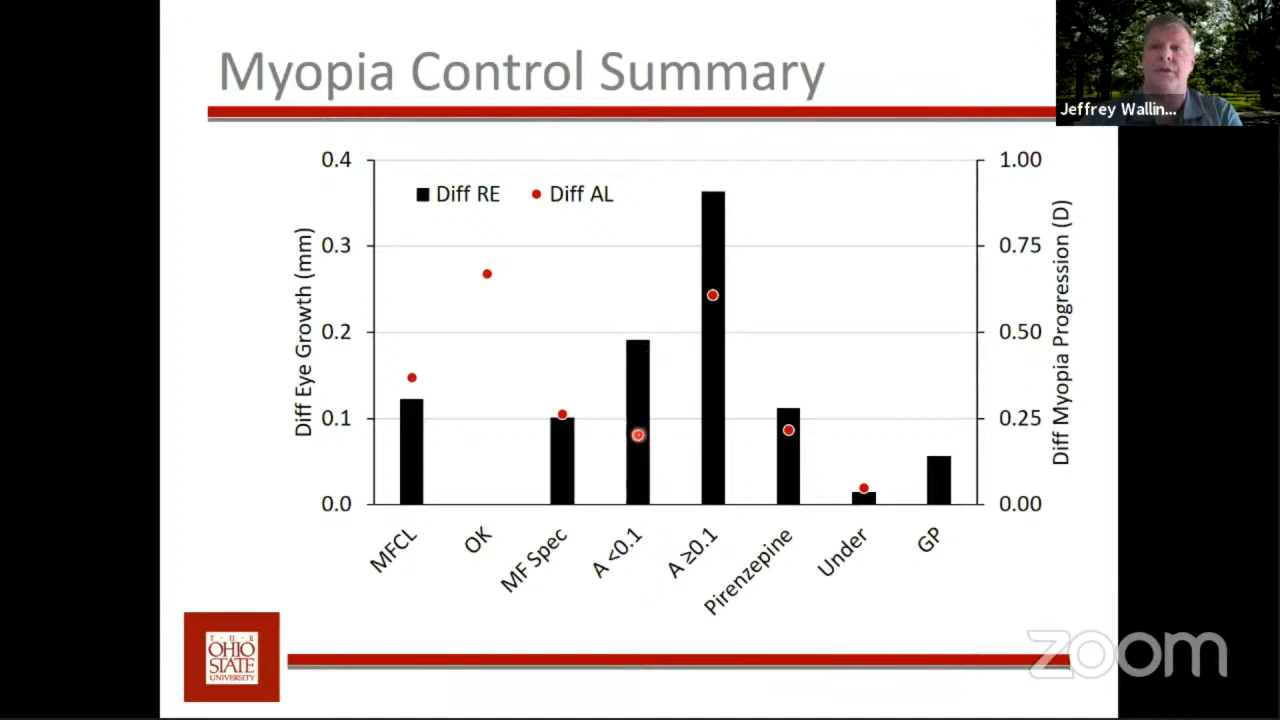 Myopia Control Summary
Jeffrey Wallin...
0.4
0.3
0.2
0.1
0.0
Diff Eye Growth (mm)
Diff RE
Diff AL
1.00
0.75
0.50
0.25
0.00
Diff Myopia Progression (D)
MFCL
OK
MF Spec
A <0.1
A ≥0.1
Pirenzepine
Under
GP
T · H · E
OHIO
STATE
UNIVERSITY
zoom